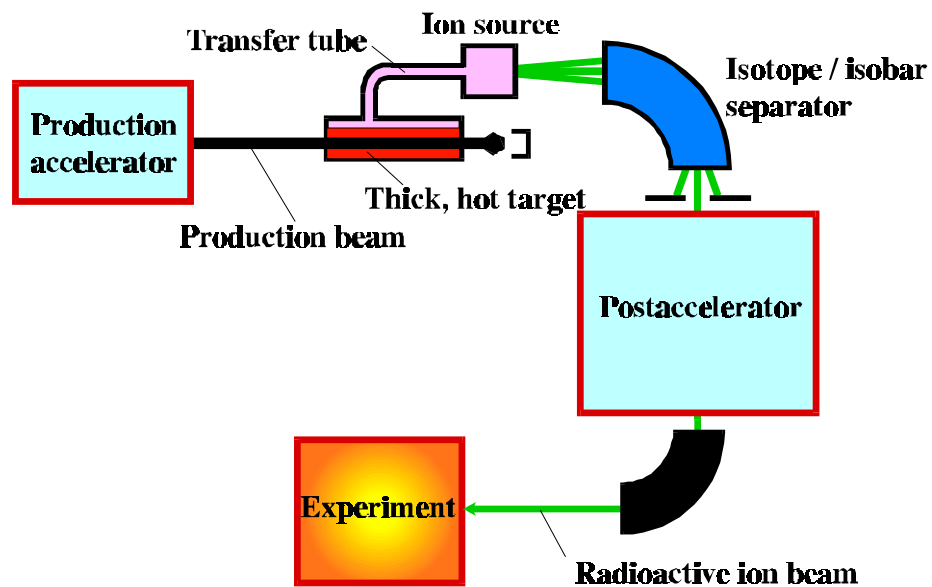 Ion source
Transfer tube
Isotope / isobar
separator
Production
accelerator
Thick, hot target
Production beam
Postaccelerator
Experiment
Radioactive ion beam